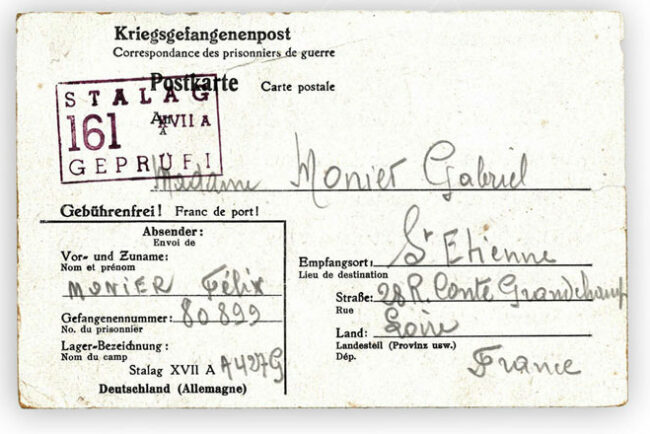 Kriegsgefangenenpost
Correspondance des prisonniers de guerre
Postkarte Carte postale
STALAG
161 XVII A
GEPRÜFT
Madame Monier Gabriel
Gebührenfrei! Franc de port!
Absender:
Envoi de
Vor- und Zuname:
Nom et prénom
MONIER Félix
Gefangenennummer: 80899
No. du prisonnier
Lager-Bezeichnung:
Nom du camp
Stalag XVII A A427G
Deutschland (Allemagne)
Empfangsort: St Etienne
Lieu de destination
Straße: 28 R. Conte Grandchamp
Rue
Land: Loire
Landesteil (Provinz usw.)
Dép.
France